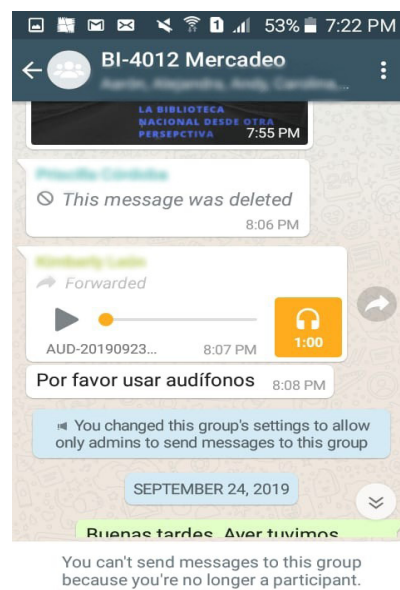 1 53% 7:22 PM
BI-4012 Mercadeo
LA BIBLIOTECA
NACIONAL DESDE OTRA
PERSEPCTIVA 7:55 PM
This message was deleted
8:06 PM
Forwarded
1:00
AUD-20190923... 8:07 PM
Por favor usar audífonos 8:08 PM
You changed this group's settings to allow
only admins to send messages to this group
SEPTEMBER 24, 2019
Buenas tardes. Ayer tuvimos
You can't send messages to this group
because you're no longer a participant.